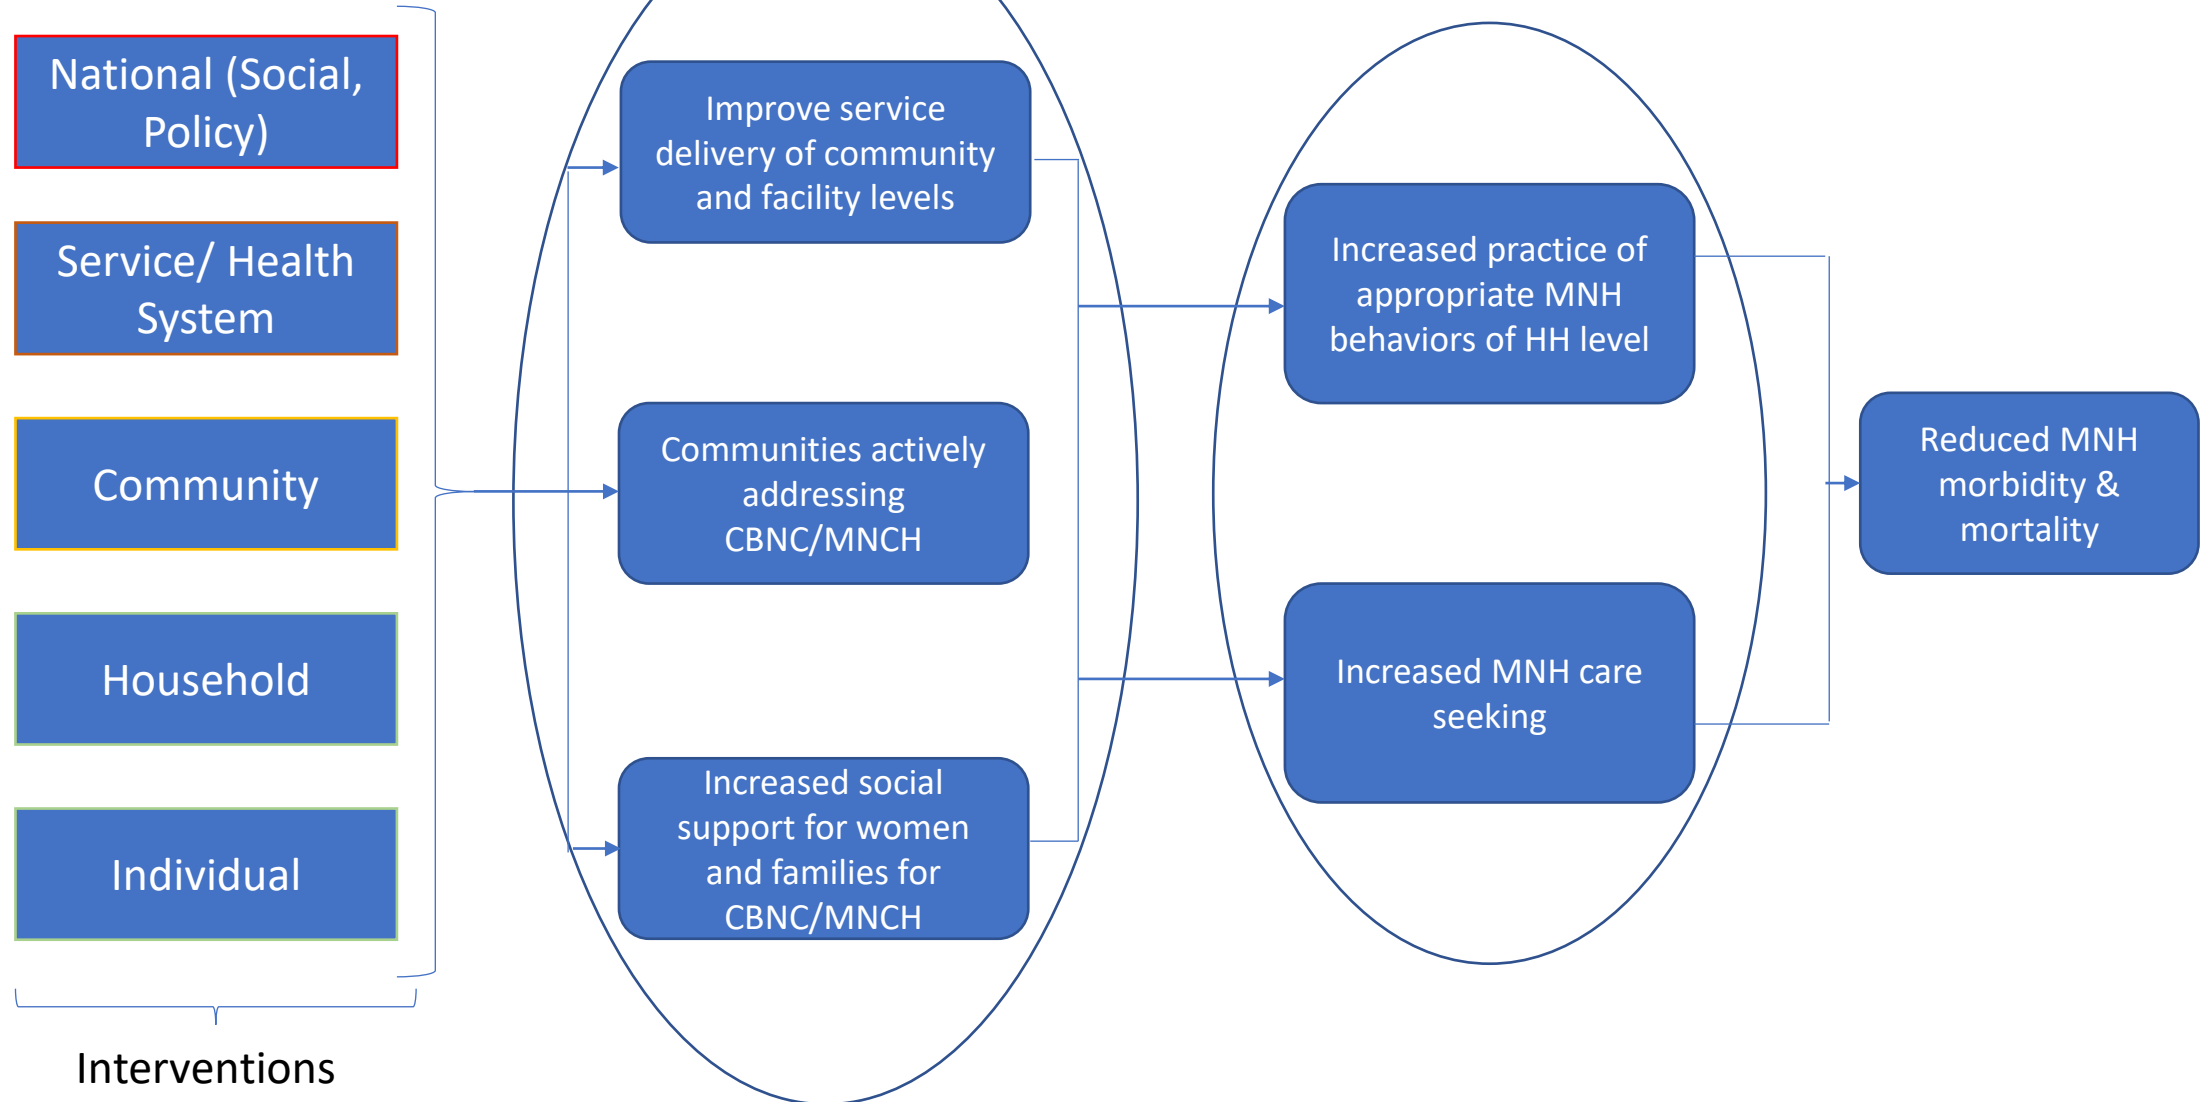 National (Social,
Policy)
Service/ Health
System
Community
Household
Individual
Interventions
Improve service
delivery of community
and facility levels
Communities actively
addressing
CBNC/MNCH
Increased social
support for women
and families for
CBNC/MNCH
Increased practice of
appropriate MNH
behaviors of HH level
Increased MNH care
seeking
Reduced MNH
morbidity &
mortality